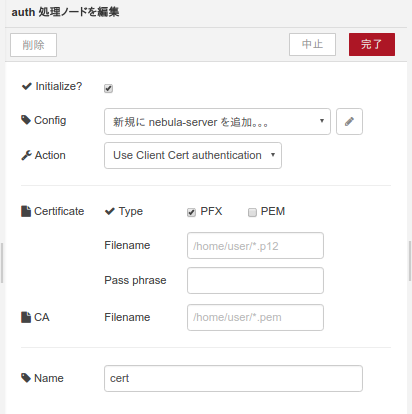 auth 処理ノードを編集
削除 中止 完了
Initialize?
Config 新規に nebula-server を追加。。。
Action Use Client Cert authentication
Certificate Type PFX PEM
Filename /home/user/*.p12
Pass phrase
CA Filename /home/user/*.pem
Name cert